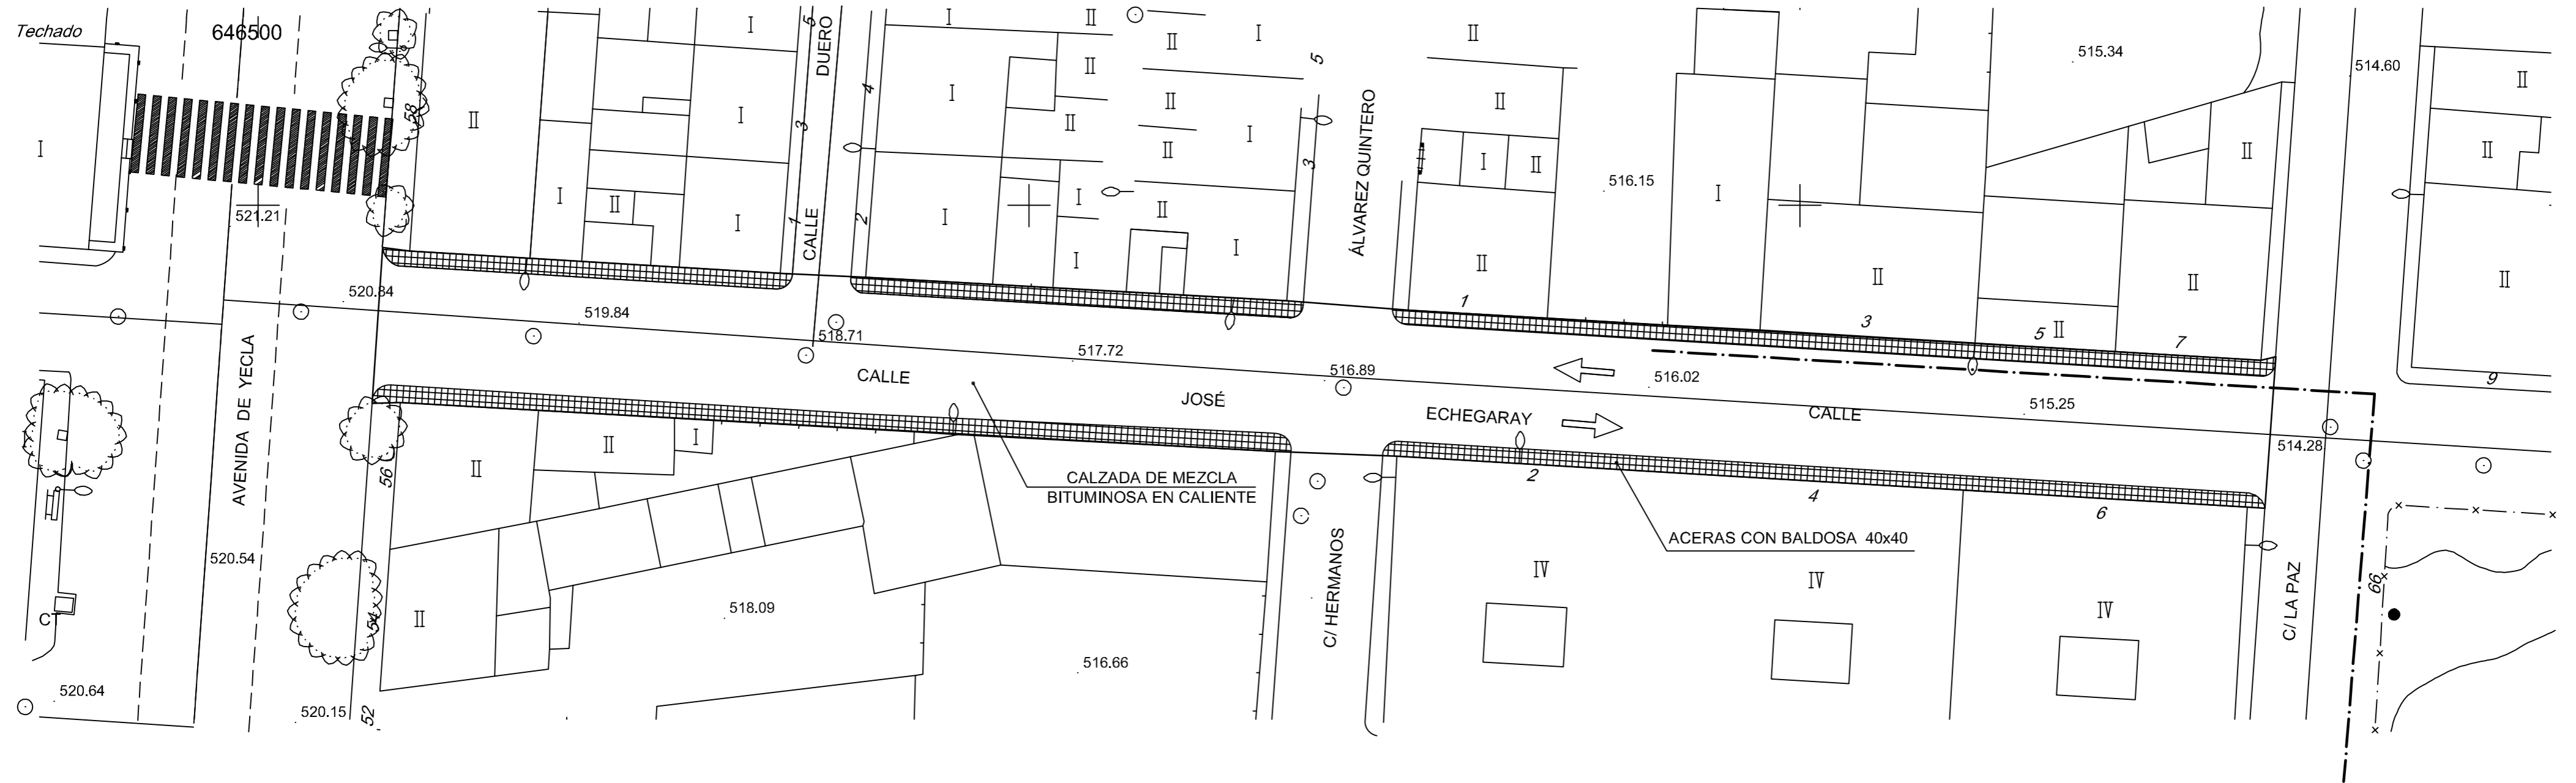 Techado
646500
58
521.21
520.84
519.84
518.71
517.72
516.89
516.02
515.25
514.28
516.15
515.34
514.60
520.54
520.64
520.15
518.09
516.66
I
II
I
II
I
I
I
I
5
3
1
CALLE DUERO
4
2
I
II
I
II
II
I
I
I
II
II
II
II
I
I
I
5
3
ÁLVAREZ QUINTERO
II
II
I
II
II
I
II
II
II
II
1
3
5
7
II
II
II
9
AVENIDA DE YECLA
CALLE
JOSÉ
ECHEGARAY
CALLE
CALZADA DE MEZCLA
BITUMINOSA EN CALIENTE
ACERAS CON BALDOSA 40x40
56
54
52
II
II
I
II
CT
C/ HERMANOS
2
4
6
IV
IV
IV
C/ LA PAZ
66